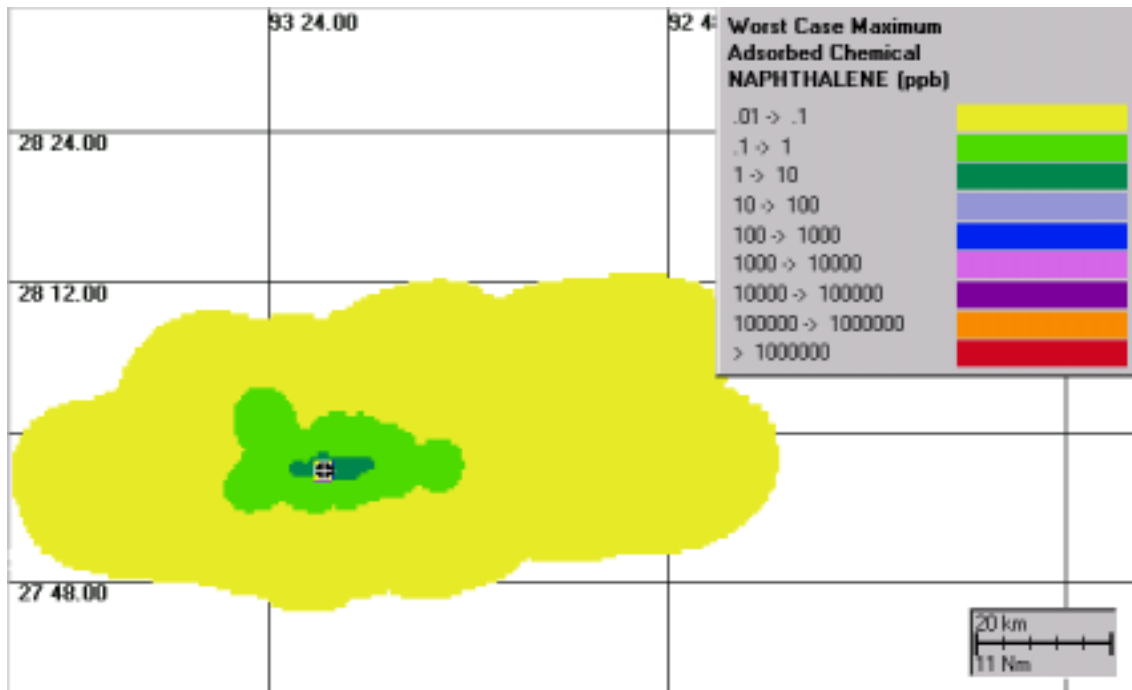 93 24.00
92 4
Worst Case Maximum
Adsorbed Chemical
NAPHTHALENE (ppb)
.01 -> .1
.1 -> 1
1 -> 10
10 -> 100
100 -> 1000
1000 -> 10000
10000 -> 100000
100000 -> 1000000
> 1000000
28 24.00
28 12.00
27 48.00
20 km
11 Nm